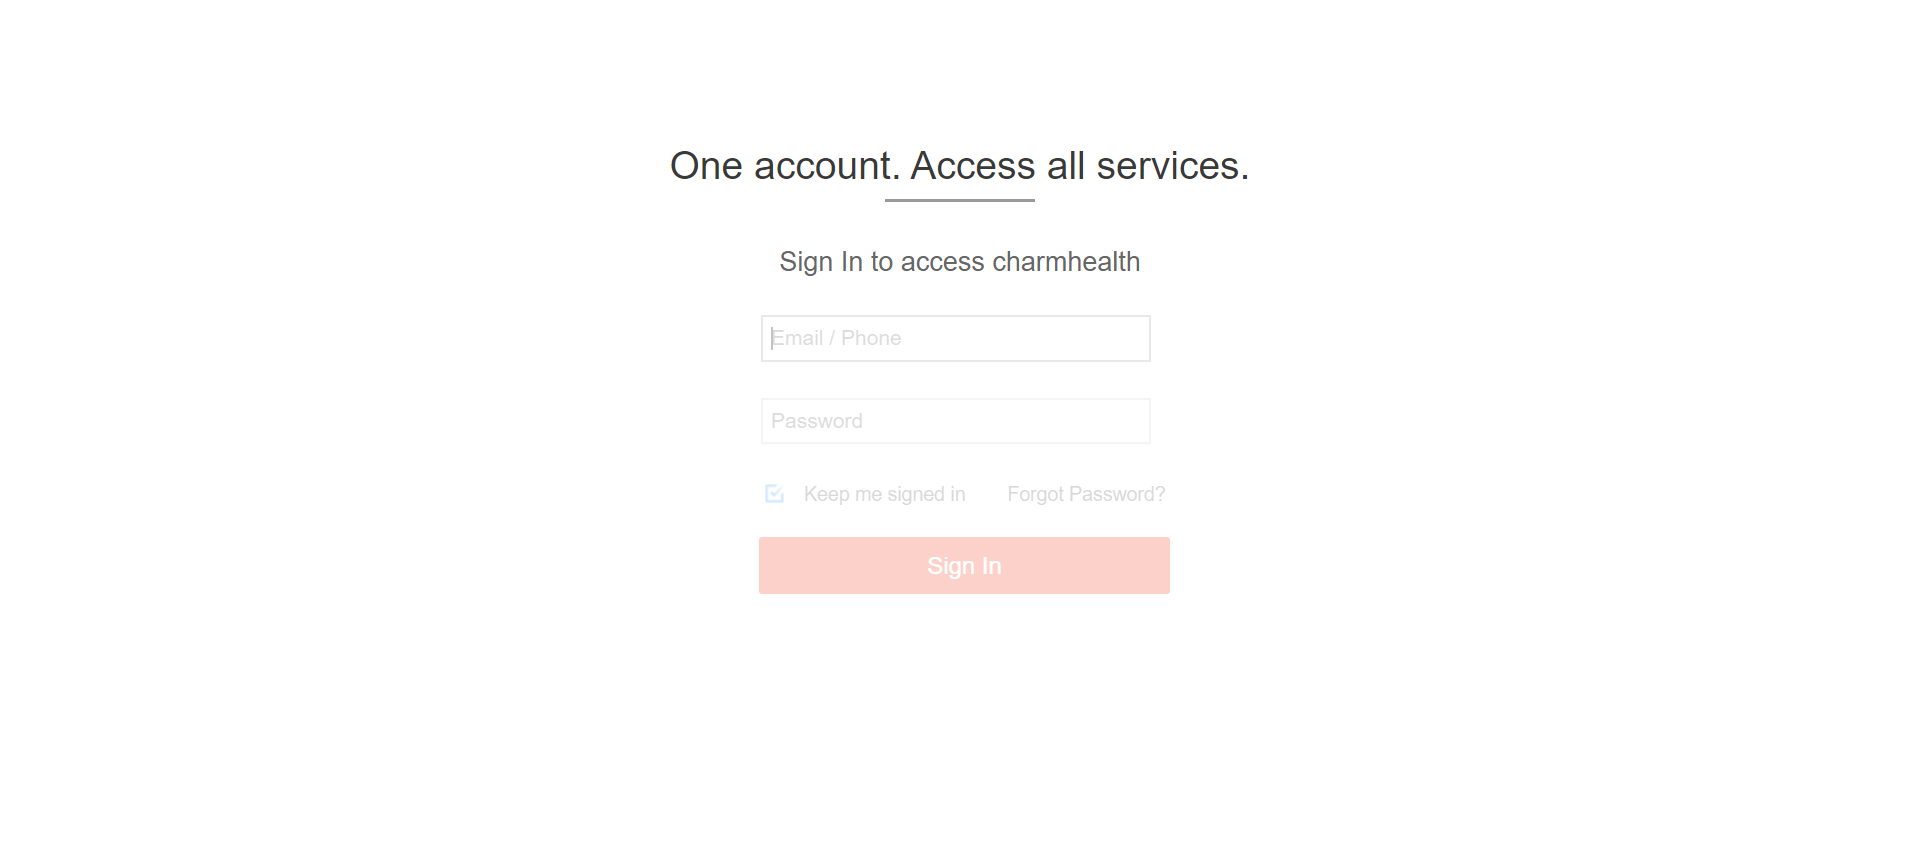 One account. Access all services.
Sign In to access charmhealth
Email / Phone
Password
Keep me signed in Forgot Password?
Sign In